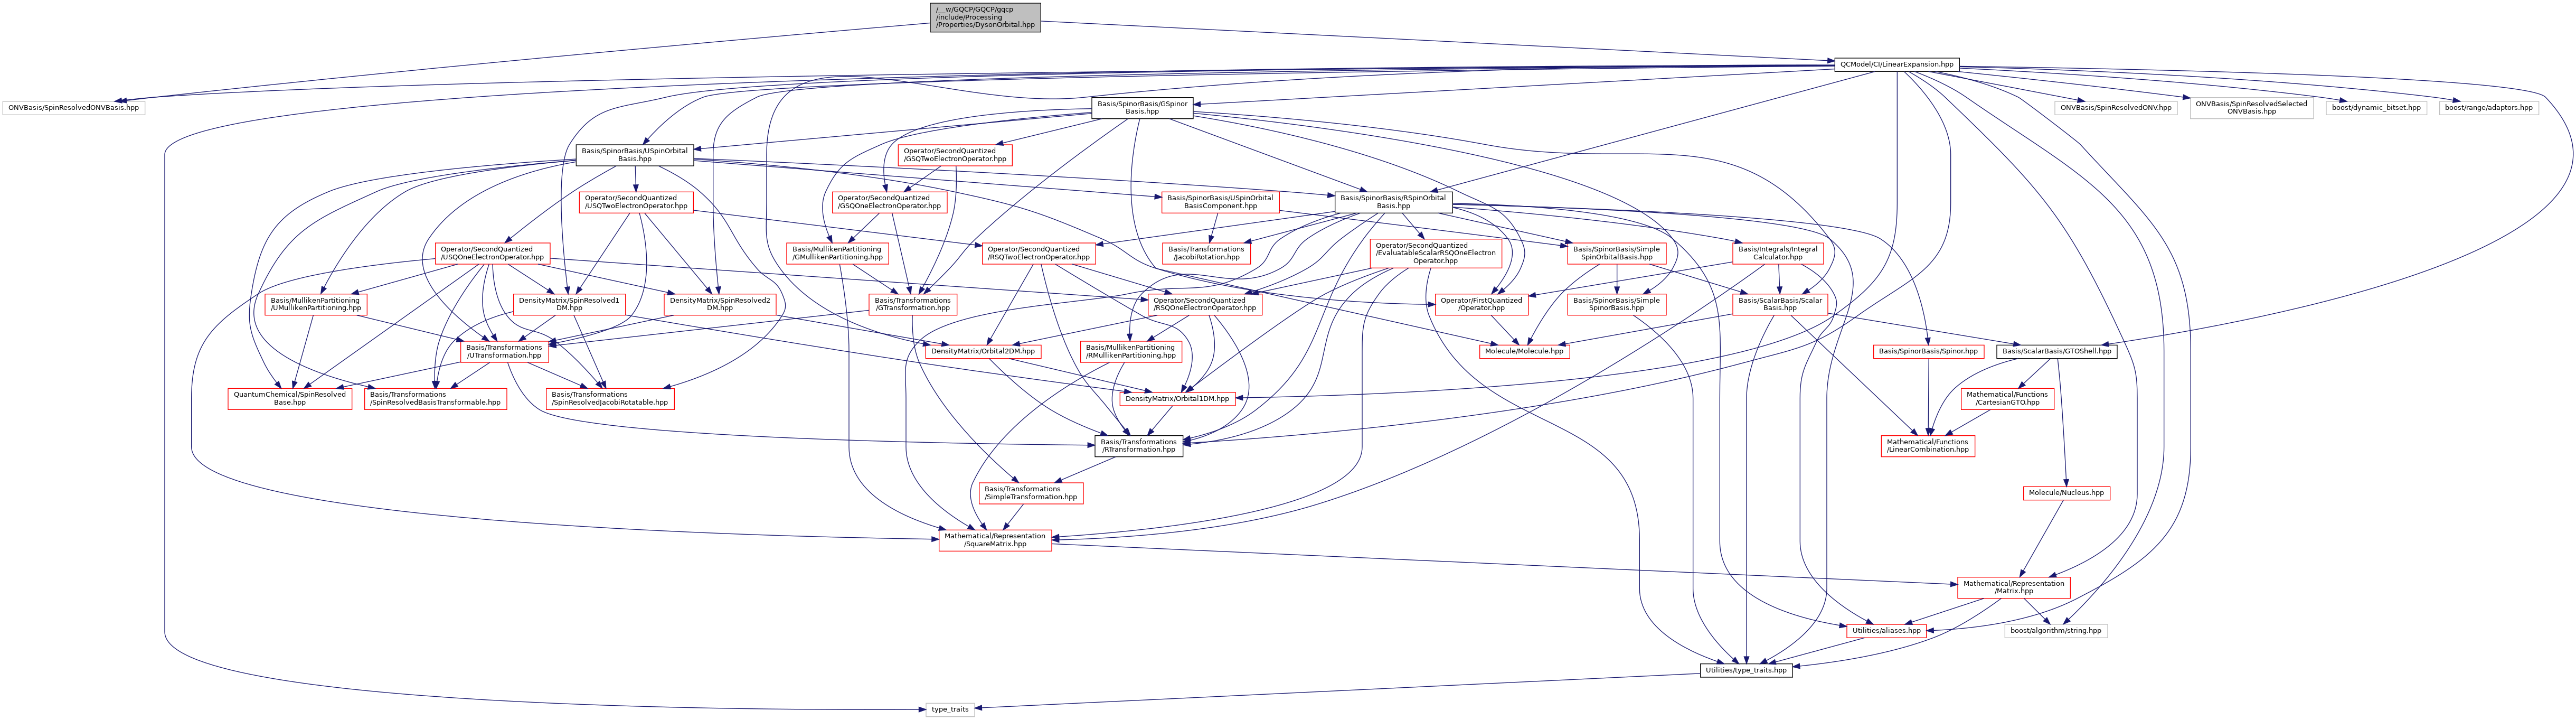 /__w/GQCP/GQCP/gqcp
/include/Processing
/Properties/DysonOrbital.hpp
QCModel/CI/LinearExpansion.hpp
ONVBasis/SpinResolvedONVBasis.hpp
Basis/SpinorBasis/GSpinor
Basis.hpp
ONVBasis/SpinResolvedONV.hpp
ONVBasis/SpinResolvedSelected
ONVBasis.hpp
boost/dynamic_bitset.hpp
boost/range/adaptors.hpp
Basis/SpinorBasis/USpinOrbital
Basis.hpp
Operator/SecondQuantized
/GSQTwoElectronOperator.hpp
Operator/SecondQuantized
/USQTwoElectronOperator.hpp
Operator/SecondQuantized
/GSQOneElectronOperator.hpp
Basis/SpinorBasis/USpinOrbital
BasisComponent.hpp
Basis/SpinorBasis/RSpinOrbital
Basis.hpp
Operator/SecondQuantized
/USQOneElectronOperator.hpp
Basis/MullikenPartitioning
/GMullikenPartitioning.hpp
Operator/SecondQuantized
/RSQTwoElectronOperator.hpp
Basis/Transformations
/JacobiRotation.hpp
Operator/SecondQuantized
/EvaluatableScalarRSQOneElectron
Operator.hpp
Basis/SpinorBasis/Simple
SpinOrbitalBasis.hpp
Basis/Integrals/Integral
Calculator.hpp
Basis/MullikenPartitioning
/UMullikenPartitioning.hpp
DensityMatrix/SpinResolved1
DM.hpp
DensityMatrix/SpinResolved2
DM.hpp
Basis/Transformations
/GTransformation.hpp
Operator/SecondQuantized
/RSQOneElectronOperator.hpp
Operator/FirstQuantized
/Operator.hpp
Basis/SpinorBasis/Simple
SpinorBasis.hpp
Basis/ScalarBasis/Scalar
Basis.hpp
Basis/Transformations
/UTransformation.hpp
DensityMatrix/Orbital2DM.hpp
Basis/MullikenPartitioning
/RMullikenPartitioning.hpp
Molecule/Molecule.hpp
Basis/SpinorBasis/Spinor.hpp
Basis/ScalarBasis/GTOShell.hpp
QuantumChemical/SpinResolved
Base.hpp
Basis/Transformations
/SpinResolvedBasisTransformable.hpp
Basis/Transformations
/SpinResolvedJacobiRotatable.hpp
DensityMatrix/Orbital1DM.hpp
Mathematical/Functions
/CartesianGTO.hpp
Basis/Transformations
/RTransformation.hpp
Mathematical/Functions
/LinearCombination.hpp
Basis/Transformations
/SimpleTransformation.hpp
Molecule/Nucleus.hpp
Mathematical/Representation
/SquareMatrix.hpp
Mathematical/Representation
/Matrix.hpp
Utilities/aliases.hpp
boost/algorithm/string.hpp
Utilities/type_traits.hpp
type_traits